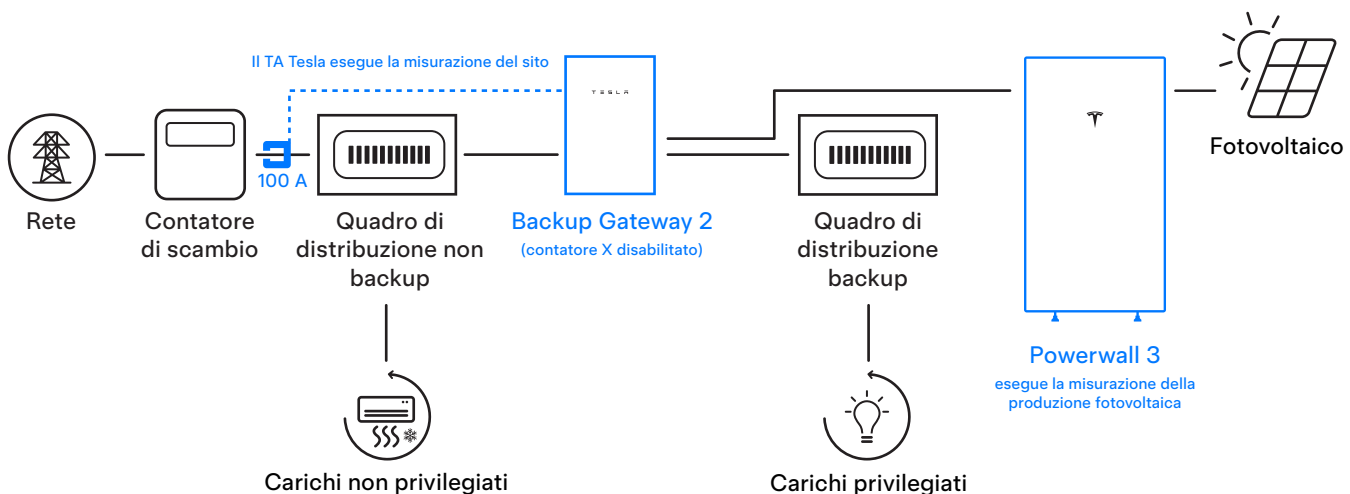 Il TA Tesla esegue la misurazione del sito
TESLA
Fotovoltaico
100 A
Rete
Contatore
di scambio
Quadro di
distribuzione non
backup
Backup Gateway 2
(contatore X disabilitato)
Quadro di
distribuzione
backup
Powerwall 3
esegue la misurazione della
produzione fotovoltaica
Carichi non privilegiati
Carichi privilegiati